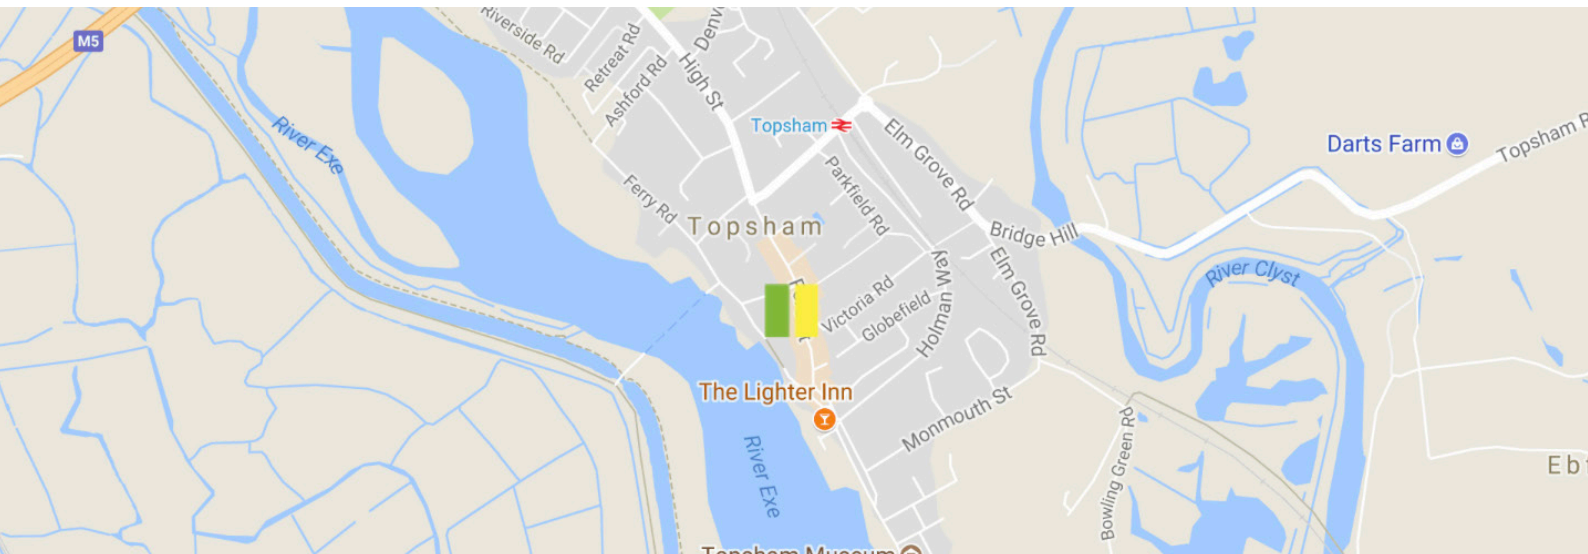 M5
Riverside Rd
Retreat Rd
Ashford Rd
High St
River Exe
Topsham
Elm Grove Rd
Darts Farm
Topsham
Ferry Rd
Parkfield Rd
Topsham
Bridge Hill
Elm Grove Rd
River Clyst
Holman Way
Victoria Rd
Globefield
The Lighter Inn
Monmouth St
Bowling Green Rd
River Exe
Topsham Museum